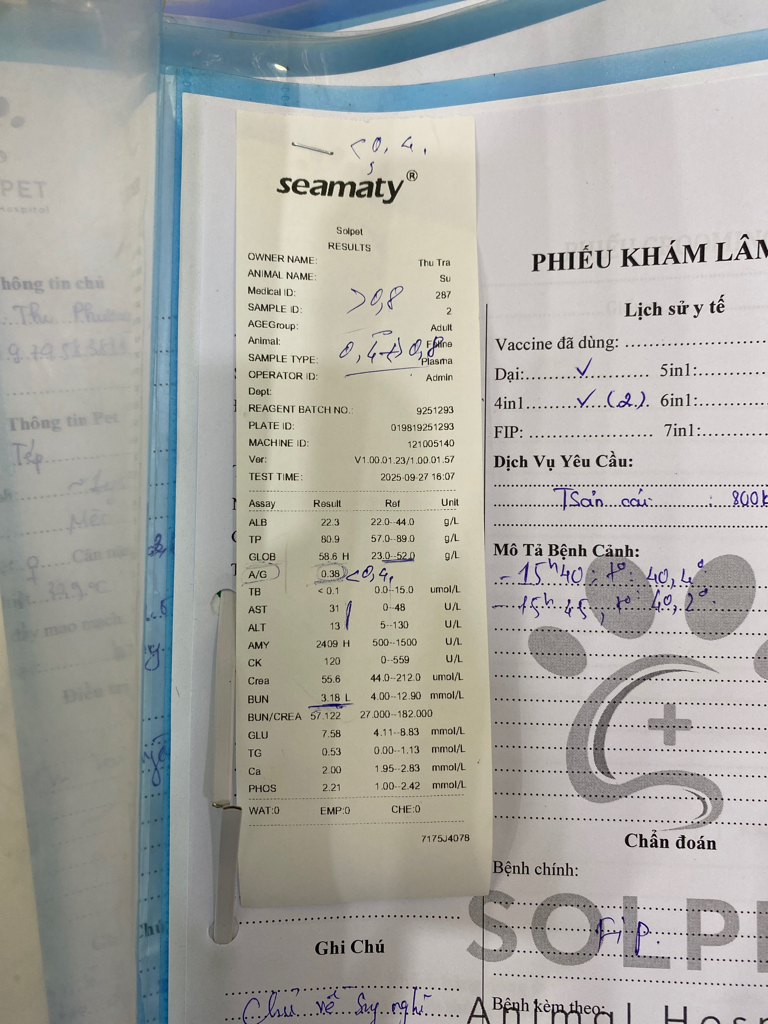 < 0,4.
seamaty®
Solpet
RESULTS
OWNER NAME: Thu Tra
ANIMAL NAME: Su
Medical ID: 287
>0,8
SAMPLE ID: 2
AGEGroup: Adult
Animal: Feline
0,4 -> 0,8
SAMPLE TYPE: Plasma
OPERATOR ID: Admin
Dept:
REAGENT BATCH NO.: 9251293
PLATE ID: 019819251293
MACHINE ID: 121005140
Ver: V1.00.01.23/1.00.01.57
TEST TIME: 2025-09-27 16:07
Assay Result Ref Unit
ALB 22.3 22.0--44.0 g/L
TP 80.9 57.0--89.0 g/L
GLOB 58.6 H 23.0--52.0 g/L
A/G 0.38 <0,4.
TB < 0.1 0.0--15.0 umol/L
AST 31 0--48 U/L
ALT 13 5--130 U/L
AMY 2409 H 500--1500 U/L
CK 120 0--559 U/L
Crea 55.6 44.0--212.0 umol/L
BUN 3.18 L 4.00--12.90 mmol/L
BUN/CREA 57.122 27.000--182.000
GLU 7.58 4.11--8.83 mmol/L
TG 0.53 0.00--1.13 mmol/L
Ca 2.00 1.95--2.83 mmol/L
PHOS 2.21 1.00--2.42 mmol/L
WAT:0 EMP:0 CHE:0
7175J4078
PHIẾU KHÁM LÂM
Lịch sử y tế
Vaccine đã dùng:
Dại: ✓ 5in1:
4in1 ✓ (2). 6in1:
FIP: 7in1:
Dịch Vụ Yêu Cầu:
Tsản cái : 800k
Mô Tả Bệnh Cảnh:
- 15h40 : t°: 40,4°
- 15h45, t°: 40,2°
Chẩn đoán
Bệnh chính:
SOLP
Fip.
Bệnh kèm theo:
Animal Hosp
Ghi Chú
Chủ về suy nghĩ
PET
Hospital
hông tin chủ
Thu Phương
Thông tin Pet
Tép
Mèo
Cân
Điều tr